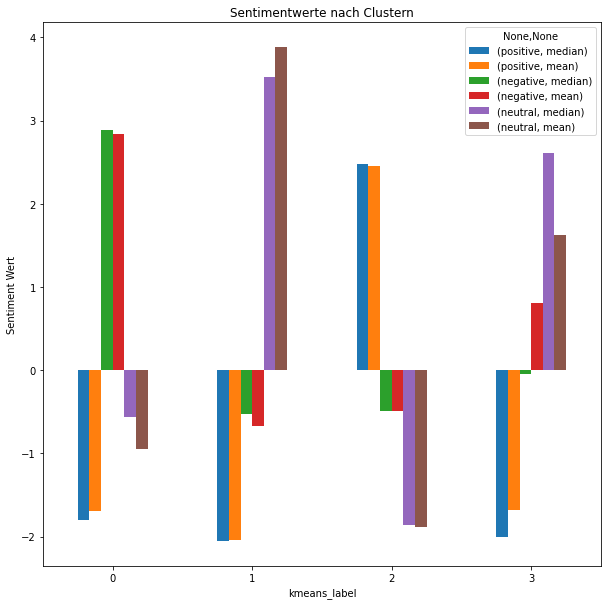 Sentimentwerte nach Clustern
None,None
(positive, median)
(positive, mean)
(negative, median)
(negative, mean)
(neutral, median)
(neutral, mean)
Sentiment Wert
4
3
2
1
0
−1
−2
0 1 2 3
kmeans_label